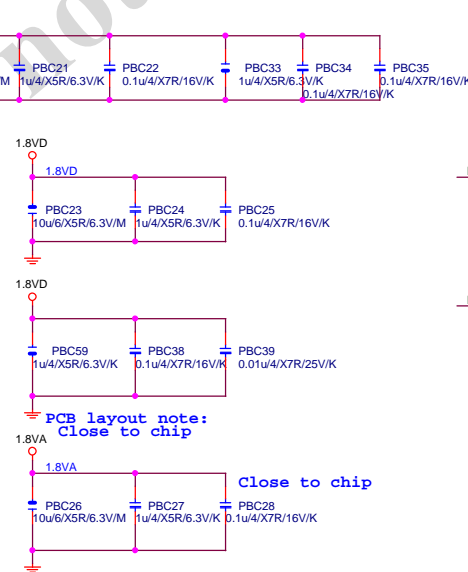 not
PBC21 PBC22 PBC33 PBC34 PBC35
/M 1u/4/X5R/6.3V/K 0.1u/4/X7R/16V/K 1u/4/X5R/6.3V/K 0.1u/4/X7R/16V/K
0.1u/4/X7R/16V/K
1.8VD
1.8VD
PBC23 PBC24 PBC25
10u/6/X5R/6.3V/M 1u/4/X5R/6.3V/K 0.1u/4/X7R/16V/K
1.8VD
PBC59 PBC38 PBC39
1u/4/X5R/6.3V/K 0.1u/4/X7R/16V/K 0.01u/4/X7R/25V/K
PCB layout note:
Close to chip
1.8VA
1.8VA
Close to chip
PBC26 PBC27 PBC28
10u/6/X5R/6.3V/M 1u/4/X5R/6.3V/K 0.1u/4/X7R/16V/K